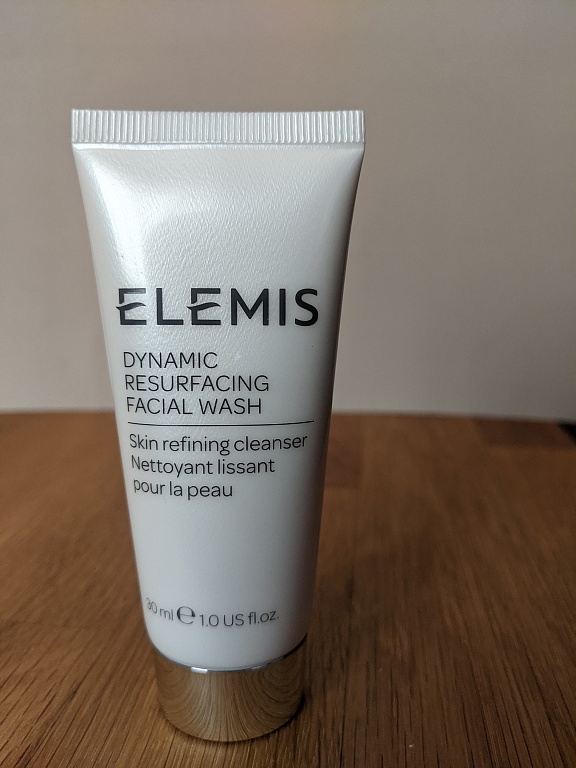 ELEMIS
DYNAMIC
RESURFACING
FACIAL WASH
Skin refining cleanser
Nettoyant lissant
pour la peau
30 ml ℮ 1.0 US fl.oz.